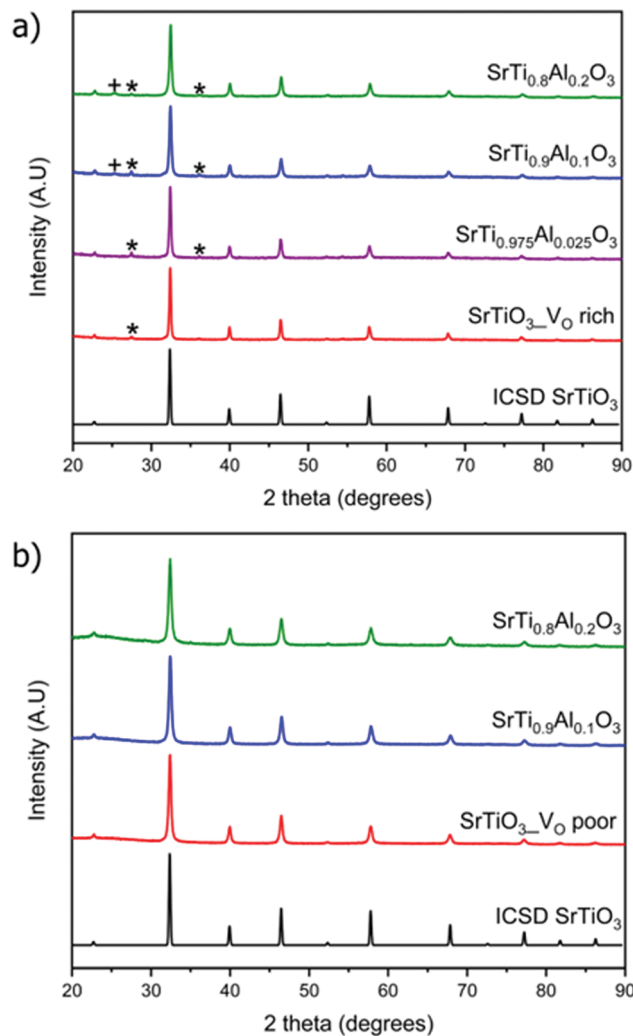 a)
SrTi₀.₈Al₀.₂O₃
+ * *
SrTi₀.₉Al₀.₁O₃
+ * *
SrTi₀.₉₇₅Al₀.₀₂₅O₃
* *
SrTiO₃_V_O rich
*
ICSD SrTiO₃
Intensity (A.U)
20 30 40 50 60 70 80 90
2 theta (degrees)
b)
SrTi₀.₈Al₀.₂O₃
SrTi₀.₉Al₀.₁O₃
SrTiO₃_V_O poor
ICSD SrTiO₃
Intensity (A.U)
20 30 40 50 60 70 80 90
2 theta (degrees)